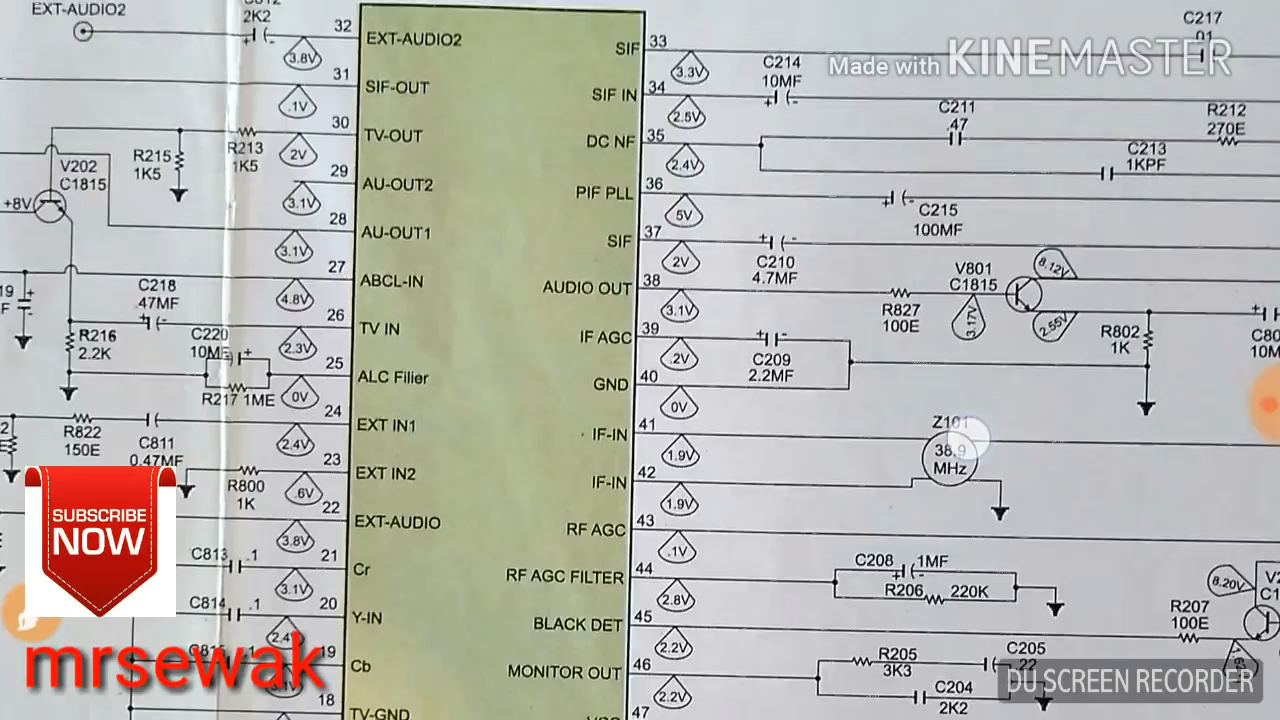 EXT-AUDIO2
2K2
32
3.8V
31
.1V
30
R213
1K5
2V
29
3.1V
28
3.1V
27
4.8V
26
2.3V
25
0V
24
2.4V
23
.6V
22
3.8V
21
3.1V
20
2.4V
19
3.1V
18
R215
1K5
V202
C1815
+8V
C218
.47MF
R216
2.2K
C220
10MF
R217 1ME
R822
150E
C811
0.47MF
R800
1K
C813 .1
C814 .1
EXT-AUDIO2
SIF-OUT
TV-OUT
AU-OUT2
AU-OUT1
ABCL-IN
TV IN
ALC Filier
EXT IN1
EXT IN2
EXT-AUDIO
Cr
Y-IN
Cb
TV-GND
SIF
SIF IN
DC NF
PIF PLL
SIF
AUDIO OUT
IF AGC
GND
IF-IN
IF-IN
RF AGC
RF AGC FILTER
BLACK DET
MONITOR OUT
33
3.3V
34
2.5V
35
2.4V
36
5V
37
2V
38
3.1V
39
.2V
40
0V
41
1.9V
42
1.9V
43
.1V
44
2.8V
45
2.2V
46
2.2V
47
C217
.01
C214
10MF
C211
.47
R212
270E
C213
1KPF
C215
100MF
C210
4.7MF
V801
C1815
8.12V
R827
100E
3.17V
2.55V
R802
1K
C209
2.2MF
Z101
38.9
MHz
C208 1MF
R206 220K
8.20V
R207
100E
R205
3K3
C205
.22
C204
2K2
Made with KINEMASTER
SUBSCRIBE
NOW
mrsewak
DU SCREEN RECORDER